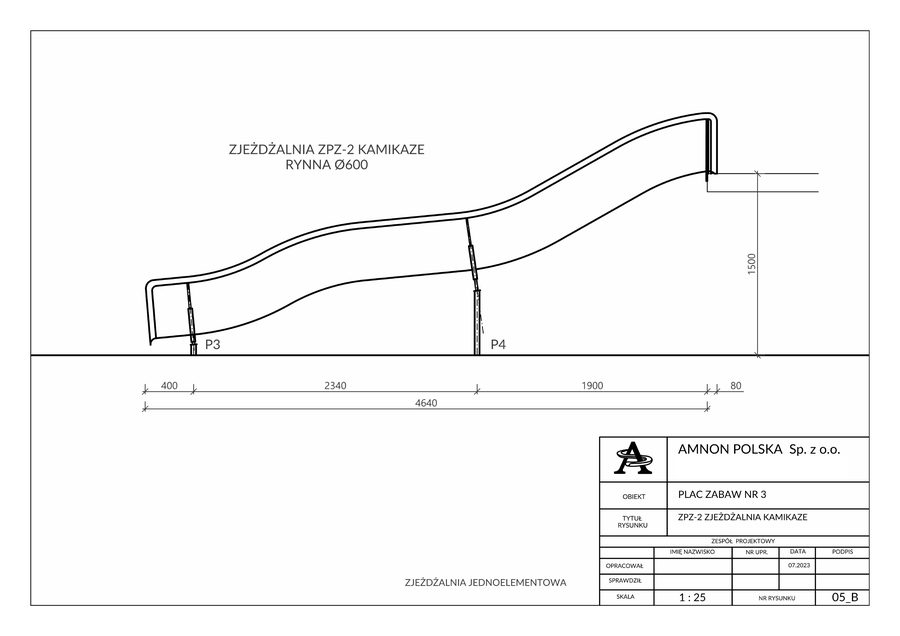 ZJEŻDŻALNIA ZPZ-2 KAMIKAZE
RYNNA Ø600
1500
P3
P4
400
2340
1900
80
4640
AMNON POLSKA Sp. z o.o.
OBIEKT
PLAC ZABAW NR 3
TYTUŁ
RYSUNKU
ZPZ-2 ZJEŻDŻALNIA KAMIKAZE
ZESPÓŁ PROJEKTOWY
IMIĘ NAZWISKO
NR UPR.
DATA
PODPIS
OPRACOWAŁ
07.2023
SPRAWDZIŁ
ZJEŻDŻALNIA JEDNOELEMENTOWA
SKALA
1 : 25
NR RYSUNKU
05_B